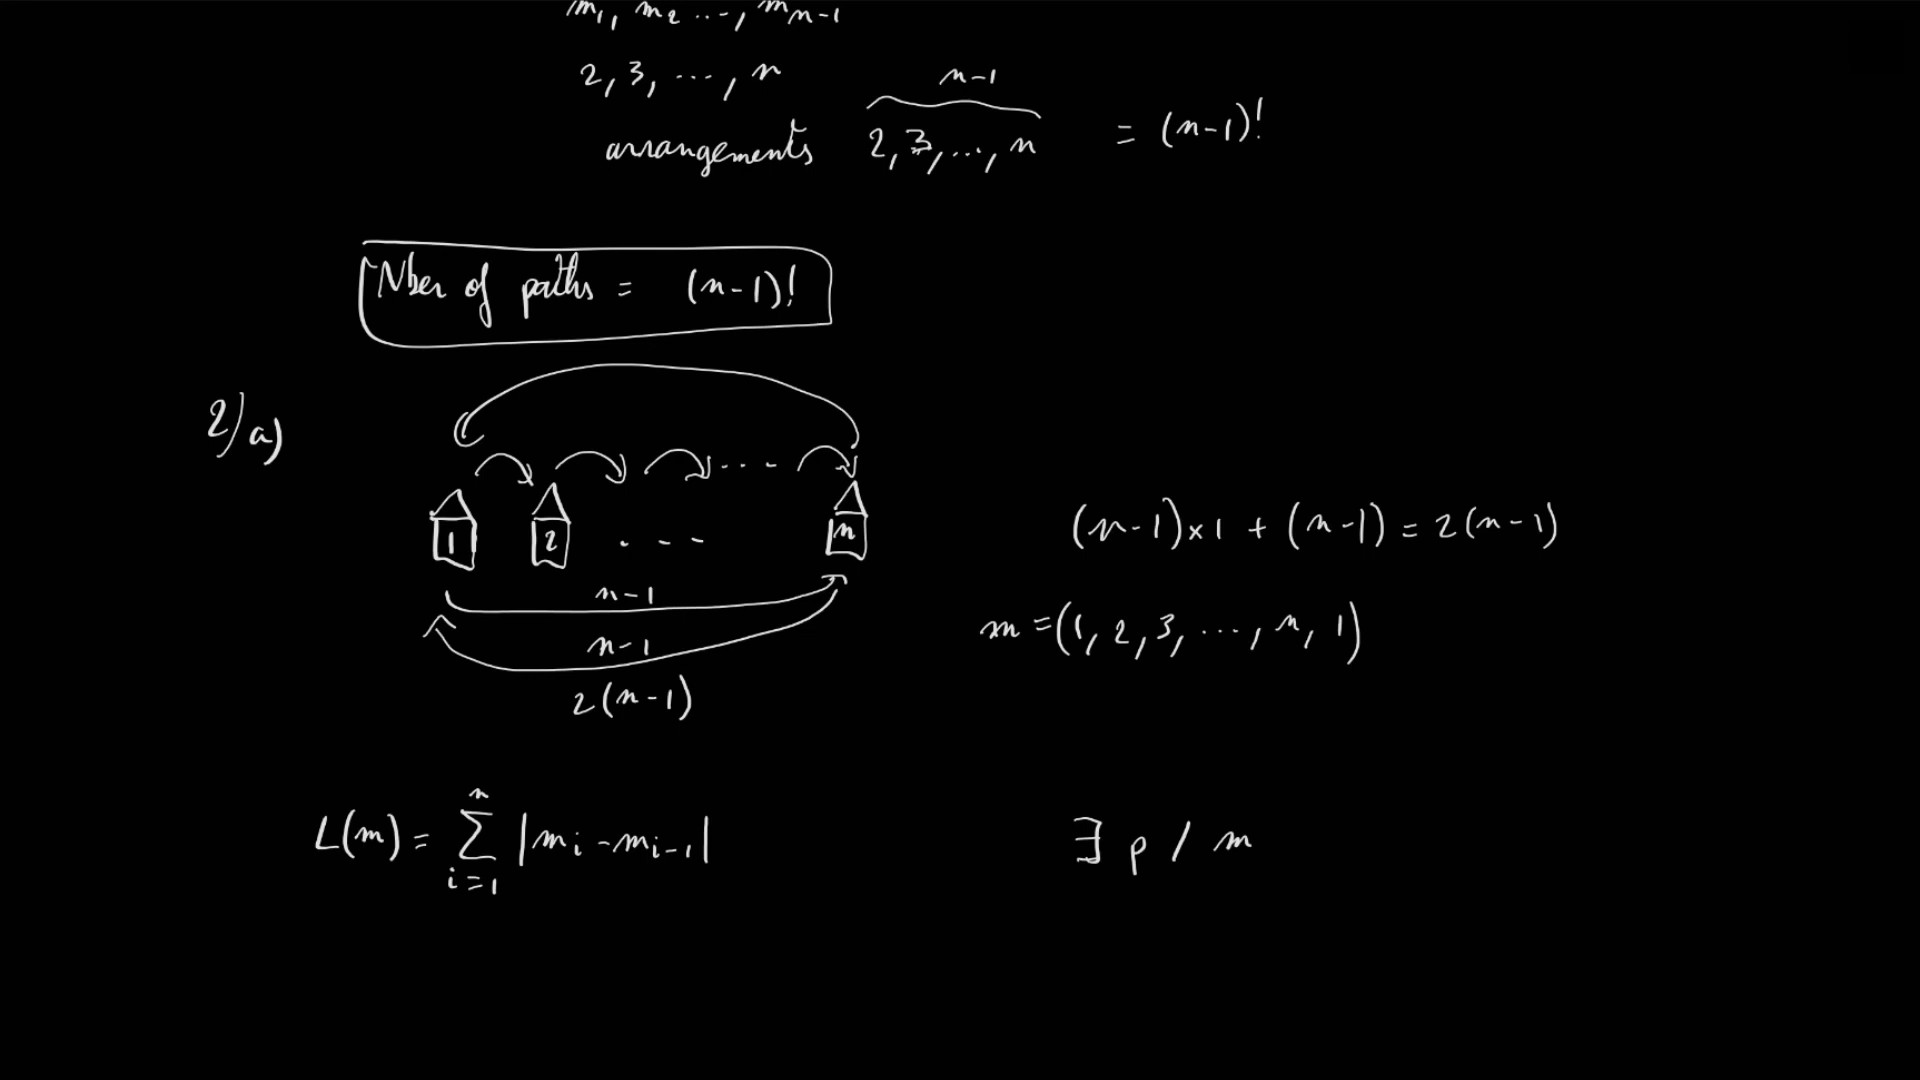 m₁, m₂ ..., mₙ₋₁
2, 3, ..., n
n-1
arrangements 2, 3, ..., n = (n-1)!
Nber of paths = (n-1)!
2) a)
1 2 . - - n
(n-1)×1 + (n-1) = 2(n-1)
n-1
m = (1, 2, 3, ..., n, 1)
n-1
2(n-1)
L(m) = ∑ⁿᵢ₌₁ |mᵢ - mᵢ₋₁|
∃ p / m